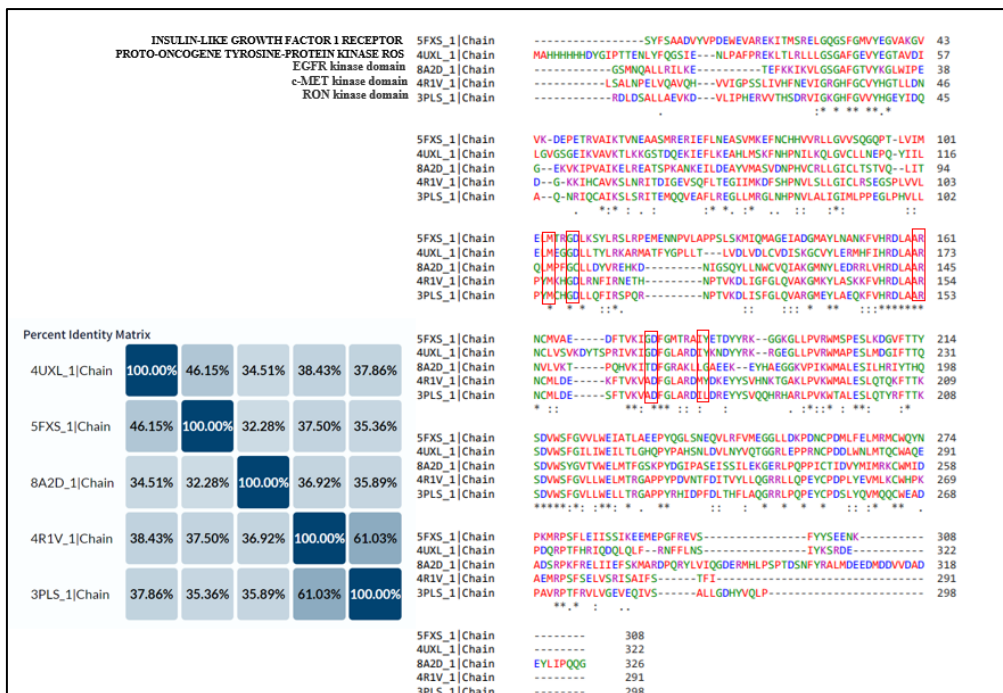 INSULIN-LIKE GROWTH FACTOR 1 RECEPTOR
PROTO-ONCOGENE TYROSINE-PROTEIN KINASE ROS
EGFR kinase domain
c-MET kinase domain
RON kinase domain
5FXS_1|Chain ---------------SYFSAADVYVPDEWEVAREKITMSRELGQGSFGMVYEGVAKGV 43
4UXL_1|Chain MAHHHHHHDYGIPTTENLYFQGSIE--NLPAFPREKLTLRLLLGSGAFGEVYEGTAVDI 57
8A2D_1|Chain ----------------GSMNQALLRILKE-----TEFKKIKVLGSGAFGTVYKGLWIPE 38
4R1V_1|Chain -----------LSALNPELVQAVQH--VVIGPSSLIVHFNEVIGRGHFGCVYHGTLLDN 46
3PLS_1|Chain ------------RDLDSALLAEVKD--VLIPHERVVTHSDRVIGKGHFGVVYHGEYIDQ 45
. :* * ** **.*
5FXS_1|Chain VK-DEPETRVAIKTVNEAASMRERIEFLNEASVMKEFNCHHVVRLLGVVSQGQPT-LVIM 101
4UXL_1|Chain LGVGSGEIKVAVKTLKKGSTDQEKIEFLKEAHLMSKFNHPNILKQLGVCLLNEPQ-YIIL 116
8A2D_1|Chain G--EKVKIPVAIKELREATSPKANKEILDEAYVMASVDNPHVCRLLGICLTSTVQ--LIT 94
4R1V_1|Chain D--G-KKIHCAVKSLNRITDIGEVSQFLTEGIIMKDFSHPNVLSLLGICLRSEGSPLVVL 103
3PLS_1|Chain A--Q-NRIQCAIKSLSRITEMQQVEAFLREGLLMRGLNHPNVLALIGIMLPPEGLPHVLL 102
. *:* :. : :* *. :* .. :: :*: ::
5FXS_1|Chain ELMTRGDLKSYLRSLRPEMENNPVLAPPSLSKMIQMAGEIADGMAYLNANKFVHRDLAAR 161
4UXL_1|Chain ELMEGGDLLTYLRKARMATFYGPLLT--LVDLVDLCVDISKGCVYLERMHFIHRDLAAR 173
8A2D_1|Chain QLMPFGCLLDYVREHKD---------NIGSQYLLNWCVQIAKGMNYLEDRRLVHRDLAAR 145
4R1V_1|Chain PYMKHGDLRNFIRNETH---------NPTVKDLIGFGLQVAKGMKYLASKKFVHRDLAAR 154
3PLS_1|Chain PYMCHGDLLQFIRSPQR---------NPTVKDLISFGLQVARGMEYLAEQKFVHRDLAAR 153
* * * ::*. : . :: * ** :::*******
5FXS_1|Chain NCMVAE----DFTVKIGDFGMTRAIYETDYYRK--GGKGLLPVRWMSPESLKDGVFTTY 214
4UXL_1|Chain NCLVSVKDYTSPRIVKIGDFGLARDIYKNDYYRK--RGEGLLPVRWMAPESLMDGIFTTQ 231
8A2D_1|Chain NVLVKT----PQHVKITDFGRAKLLGAEEK--EYHAEGGKVPIKWMALESILHRIYTHQ 198
4R1V_1|Chain NCMLDE----KFTVKVADFGLARDMYDKEYYSVHNKTGAKLPVKWMALESLQTQKFTTK 209
3PLS_1|Chain NCMLDE----SFTVKVADFGLARDIYDREYYSVQQHRHARLPVKWTALESLQTYRFTTK 208
* :: **: *** :: : : . :*::* : **: :*
5FXS_1|Chain SDVWSFGVVLWEIATLAEEPYQGLSNEQVLRFVMEGGLLDKPDNCPDMLFELMRMCWQYN 274
4UXL_1|Chain SDVWSFGILIWEILTLGHQPYPAHSNLDVLNYVQTGGRLEPPRNCPDDLWNLMTQCWAQE 291
8A2D_1|Chain SDVWSYGVTVWELMTFGSKPYDGIPASEISSILEKGERLPQPPICTIDVYMIMRKCWMID 258
4R1V_1|Chain SDVWSFGVLLWELMTRGAPPYPDVNTFDITVYLLQGRRLLQPEYCPDPLYEVMLKCWHPK 269
3PLS_1|Chain SDVWSFGVLLWELLTRGAPPYRHIDPFDLTHFLAQGRRLPQPEYCPDSLYQVMQQCWEAD 268
*****:*: :**: * . ** :: : * * * *. :: :* ** .
5FXS_1|Chain PKMRPSFLEIISSIKEEMEPGFREVS---------------FYYSEENK----------- 308
4UXL_1|Chain PDQRPTFHRIQDQLQLF--RNFFLNS---------------IYKSRDE------------ 322
8A2D_1|Chain ADSRPKFRELIIEFSKMARDPQRYLVIQGDERMHLPSPTDSNFYRALMDEEDMDDVVDAD 318
4R1V_1|Chain AEMRPSFSELVSRISAIFS------TFI-------------------------------- 291
3PLS_1|Chain PAVRPTFRVLVGEVEQIVS------ALLGDHYVQLP------------------------ 298
**.* : ..
5FXS_1|Chain -------- 308
4UXL_1|Chain -------- 322
8A2D_1|Chain EYLIPQQG 326
4R1V_1|Chain -------- 291
3PLS_1|Chain -------- 298
Percent Identity Matrix
4UXL_1|Chain 100.00% 46.15% 34.51% 38.43% 37.86%
5FXS_1|Chain 46.15% 100.00% 32.28% 37.50% 35.36%
8A2D_1|Chain 34.51% 32.28% 100.00% 36.92% 35.89%
4R1V_1|Chain 38.43% 37.50% 36.92% 100.00% 61.03%
3PLS_1|Chain 37.86% 35.36% 35.89% 61.03% 100.00%